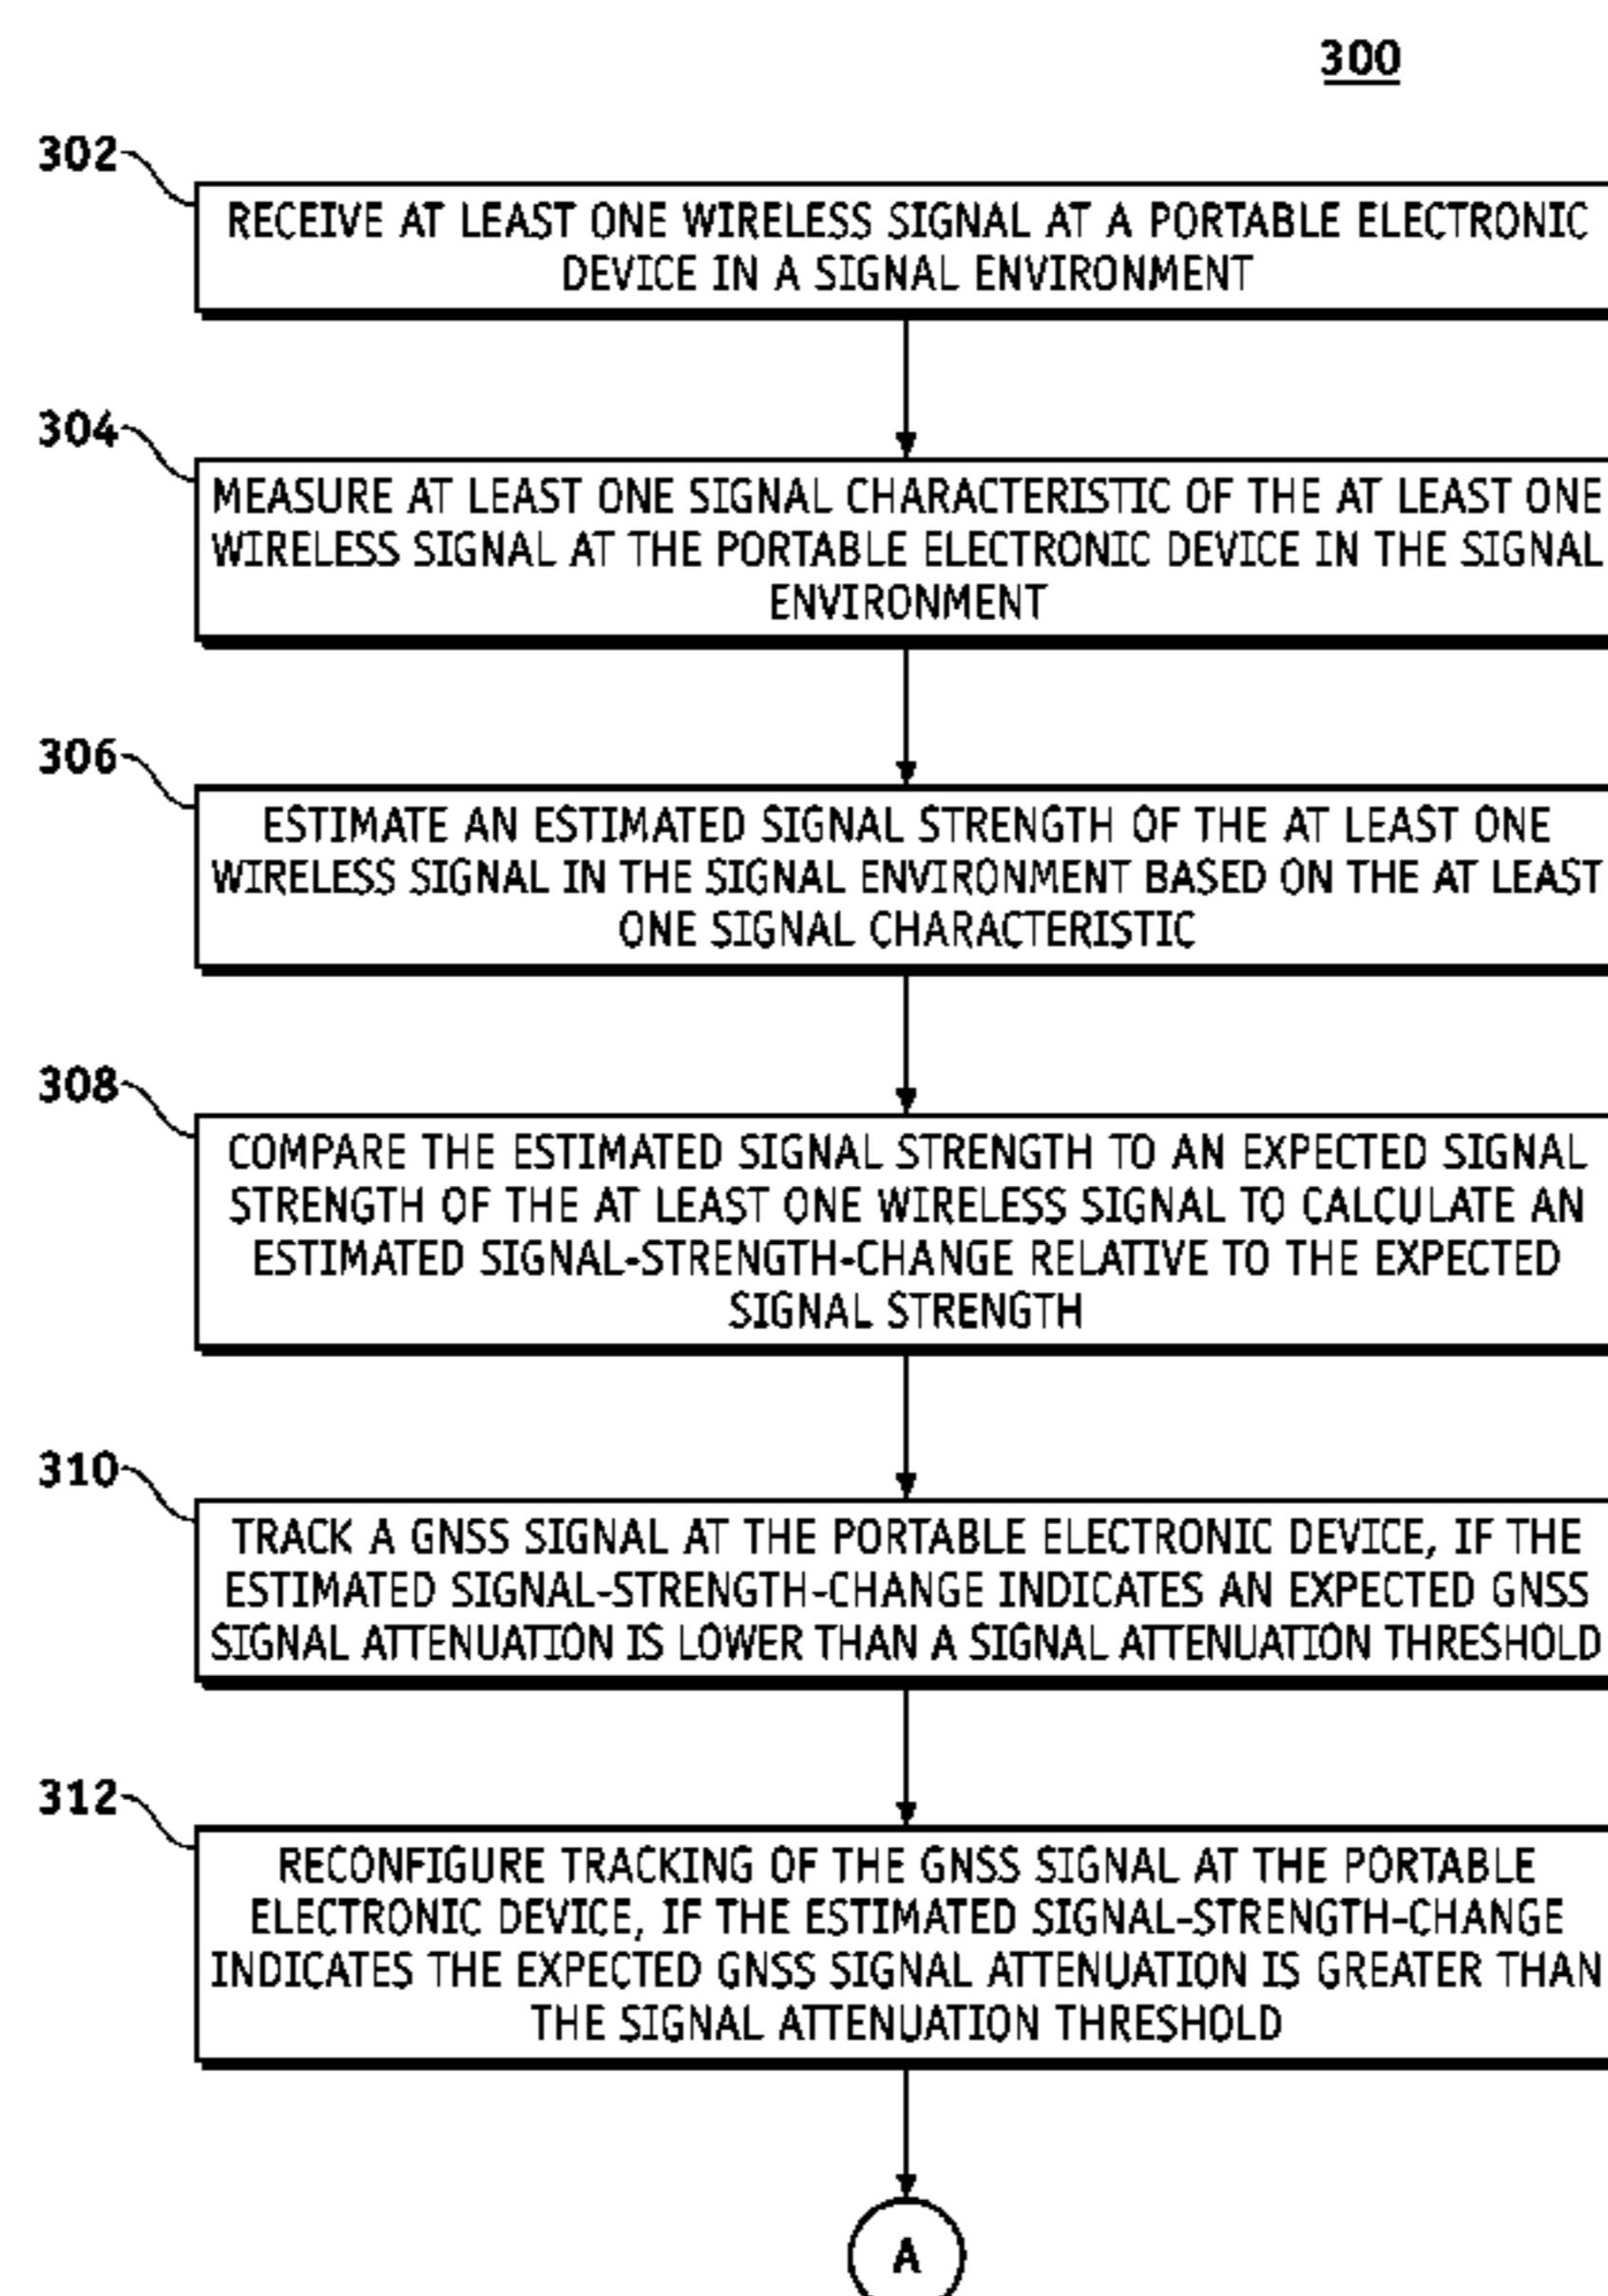 300
302
RECEIVE AT LEAST ONE WIRELESS SIGNAL AT A PORTABLE ELECTRONIC
DEVICE IN A SIGNAL ENVIRONMENT
304
MEASURE AT LEAST ONE SIGNAL CHARACTERISTIC OF THE AT LEAST ONE
WIRELESS SIGNAL AT THE PORTABLE ELECTRONIC DEVICE IN THE SIGNAL
ENVIRONMENT
306
ESTIMATE AN ESTIMATED SIGNAL STRENGTH OF THE AT LEAST ONE
WIRELESS SIGNAL IN THE SIGNAL ENVIRONMENT BASED ON THE AT LEAST
ONE SIGNAL CHARACTERISTIC
308
COMPARE THE ESTIMATED SIGNAL STRENGTH TO AN EXPECTED SIGNAL
STRENGTH OF THE AT LEAST ONE WIRELESS SIGNAL TO CALCULATE AN
ESTIMATED SIGNAL-STRENGTH-CHANGE RELATIVE TO THE EXPECTED
SIGNAL STRENGTH
310
TRACK A GNSS SIGNAL AT THE PORTABLE ELECTRONIC DEVICE, IF THE
ESTIMATED SIGNAL-STRENGTH-CHANGE INDICATES AN EXPECTED GNSS
SIGNAL ATTENUATION IS LOWER THAN A SIGNAL ATTENUATION THRESHOLD
312
RECONFIGURE TRACKING OF THE GNSS SIGNAL AT THE PORTABLE
ELECTRONIC DEVICE, IF THE ESTIMATED SIGNAL-STRENGTH-CHANGE
INDICATES THE EXPECTED GNSS SIGNAL ATTENUATION IS GREATER THAN
THE SIGNAL ATTENUATION THRESHOLD
A